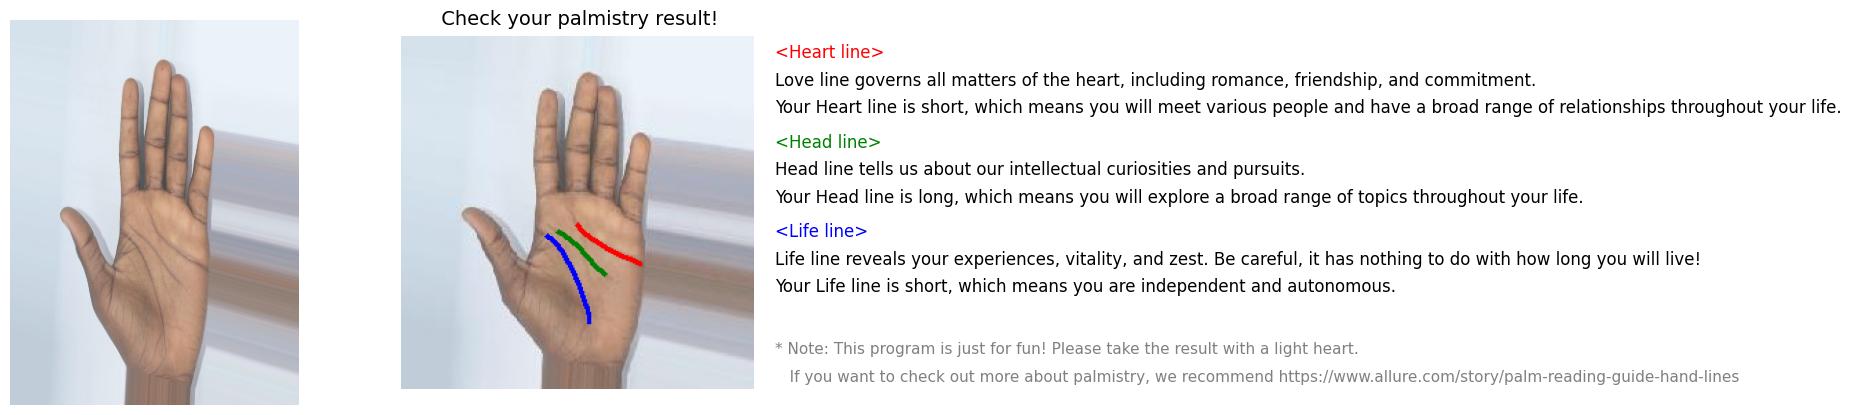 Check your palmistry result!
<Heart line>
Love line governs all matters of the heart, including romance, friendship, and commitment.
Your Heart line is short, which means you will meet various people and have a broad range of relationships throughout your life.
<Head line>
Head line tells us about our intellectual curiosities and pursuits.
Your Head line is long, which means you will explore a broad range of topics throughout your life.
<Life line>
Life line reveals your experiences, vitality, and zest. Be careful, it has nothing to do with how long you will live!
Your Life line is short, which means you are independent and autonomous.
* Note: This program is just for fun! Please take the result with a light heart.
If you want to check out more about palmistry, we recommend https://www.allure.com/story/palm-reading-guide-hand-lines